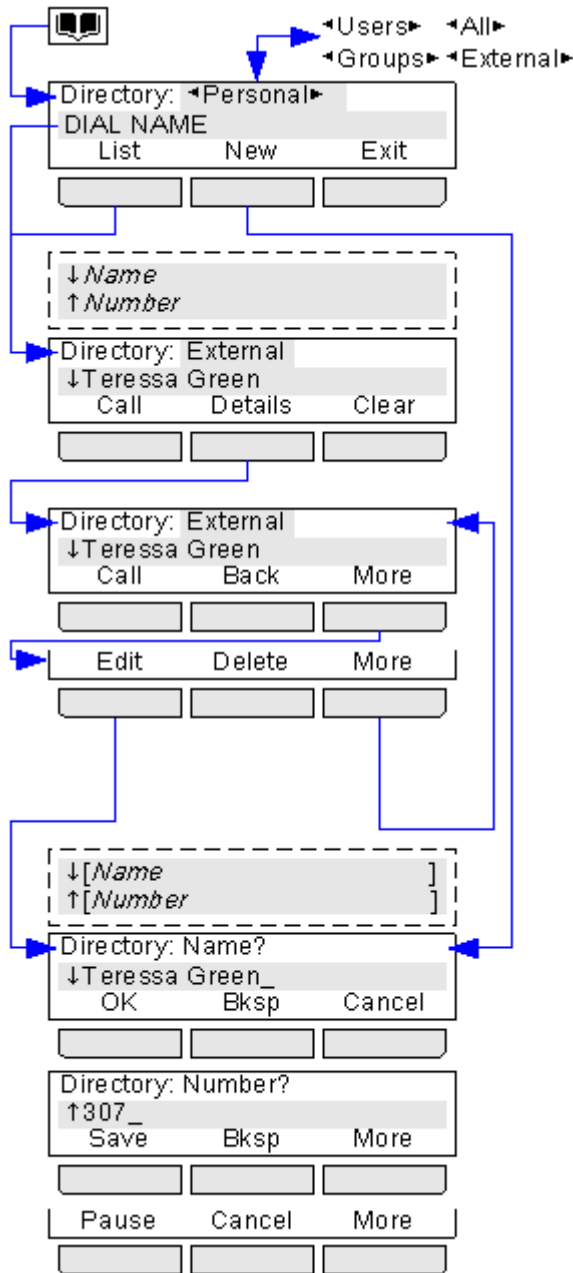 ◄Users► ◄All►
◄Groups► ◄External►
Directory: ◄Personal►
DIAL NAME
List New Exit
↓Name
↑Number
Directory: External
↓Teressa Green
Call Details Clear
Directory: External
↓Teressa Green
Call Back More
Edit Delete More
↓[Name ]
↑[Number ]
Directory: Name?
↓Teressa Green_
OK Bksp Cancel
Directory: Number?
↑307_
Save Bksp More
Pause Cancel More